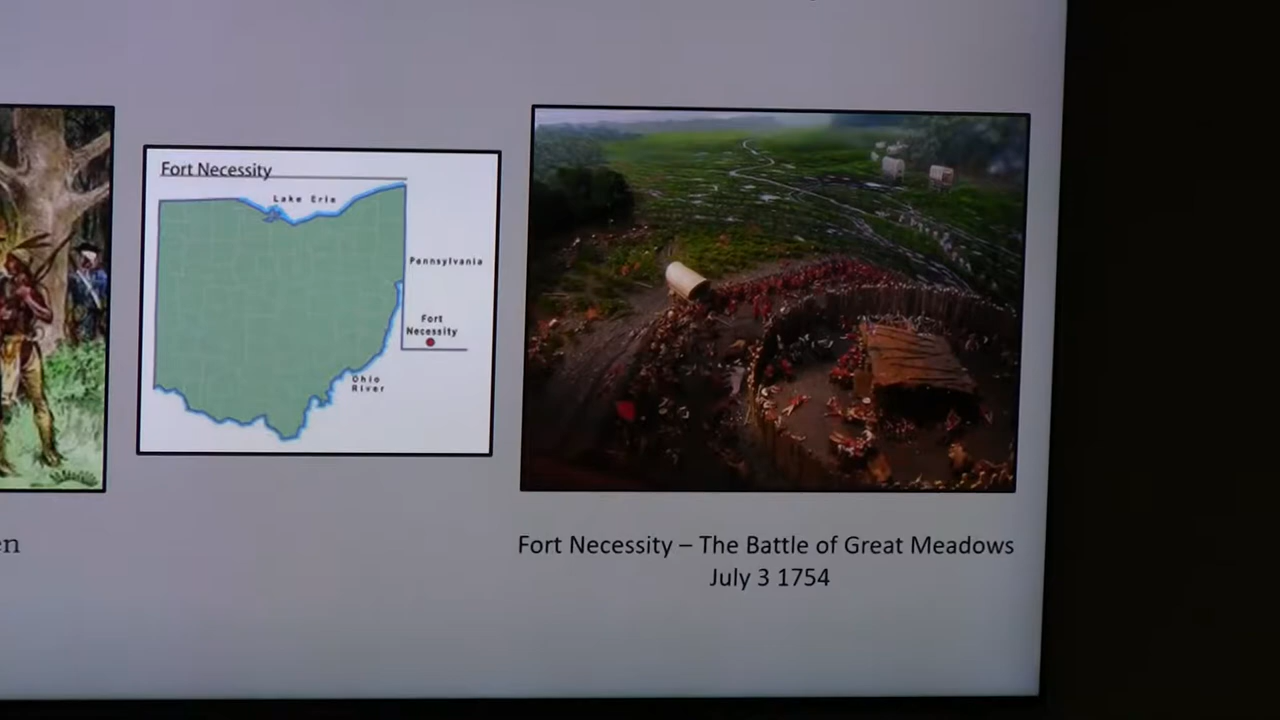 Fort Necessity
Lake Erie
Pennsylvania
Fort
Necessity
Ohio
River
en
Fort Necessity – The Battle of Great Meadows
July 3 1754